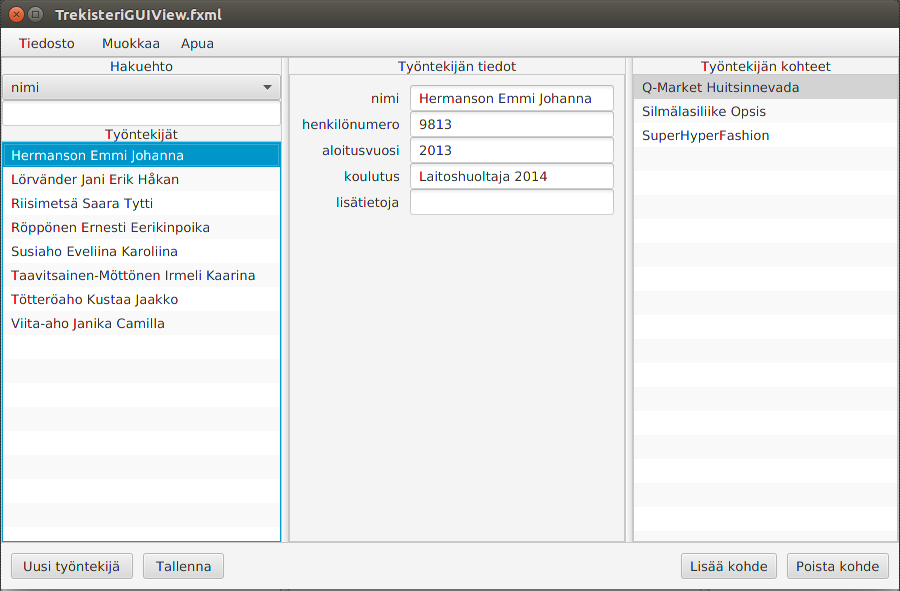 TrekisteriGUIView.fxml
Tiedosto Muokkaa Apua
Hakuehto
nimi
Työntekijät
Hermanson Emmi Johanna
Lörvänder Jani Erik Håkan
Riisimetsä Saara Tytti
Röppönen Ernesti Eerikinpoika
Susiaho Eveliina Karoliina
Taavitsainen-Möttönen Irmeli Kaarina
Tötteröaho Kustaa Jaakko
Viita-aho Janika Camilla
Työntekijän tiedot
nimi Hermanson Emmi Johanna
henkilönumero 9813
aloitusvuosi 2013
koulutus Laitoshuoltaja 2014
lisätietoja
Työntekijän kohteet
Q-Market Huitsinnevada
Silmälasiliike Opsis
SuperHyperFashion
Uusi työntekijä Tallenna Lisää kohde Poista kohde